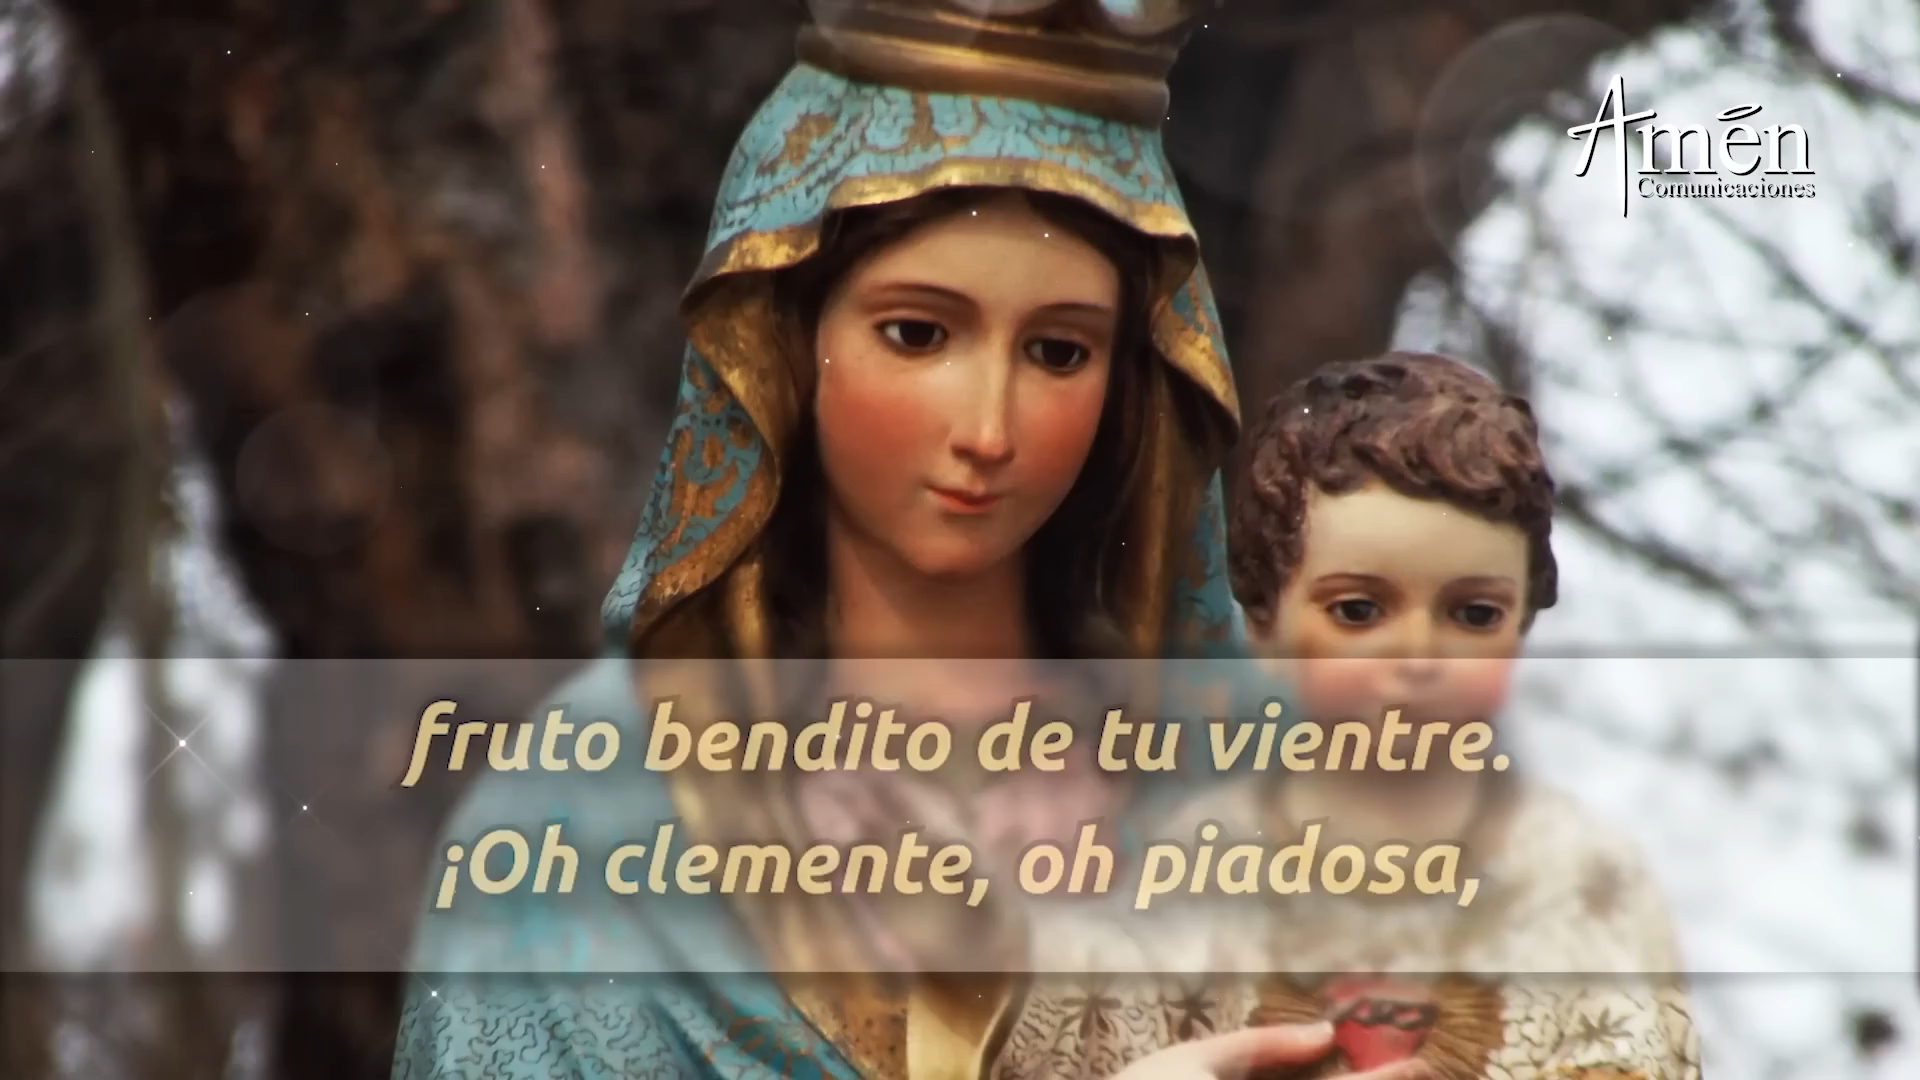 Amén
Comunicaciones
fruto bendito de tu vientre.
¡Oh clemente, oh piadosa,